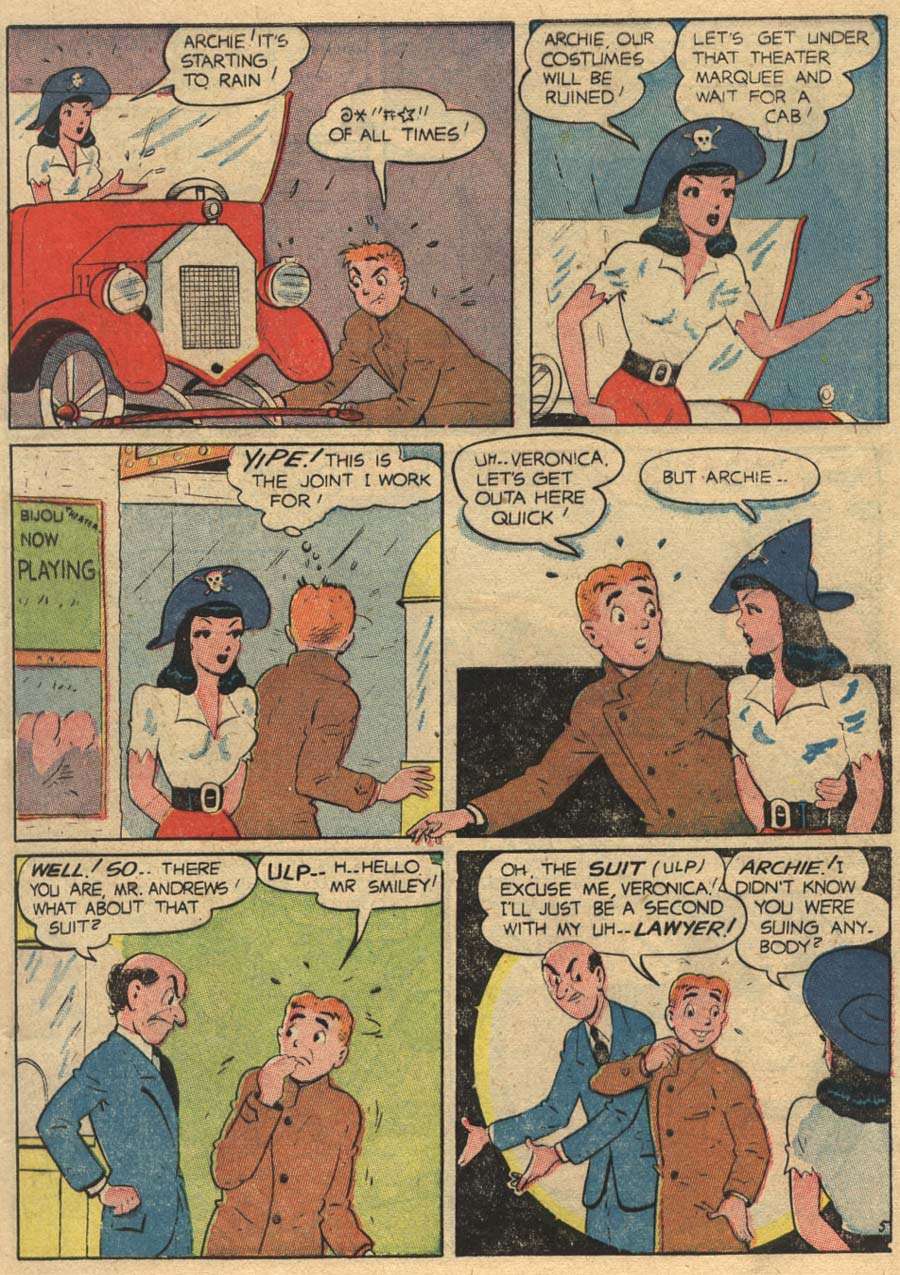 ARCHIE! IT'S
STARTING
TO RAIN!
@*"#☆"
OF ALL TIMES!
11
ARCHIE, OUR
COSTUMES
WILL BE
RUINED!
LET'S GET UNDER
THAT THEATER
MARQUEE AND
WAIT FOR A
CAB!
BIJOU THEATER
NOW
PLAYING
YIPE! THIS IS
THE JOINT I WORK
FOR!
UH-- VERONICA,
LET'S GET
OUTA HERE
QUICK!
BUT ARCHIE --
WELL! SO-- THERE
YOU ARE, MR. ANDREWS!
WHAT ABOUT THAT
SUIT?
ULP-- H--HELLO,
MR SMILEY!
OH, THE SUIT (ULP)
EXCUSE ME, VERONICA!
I'LL JUST BE A SECOND
WITH MY UH-- LAWYER!
ARCHIE! I
DIDN'T KNOW
YOU WERE
SUING ANY-
BODY?
5